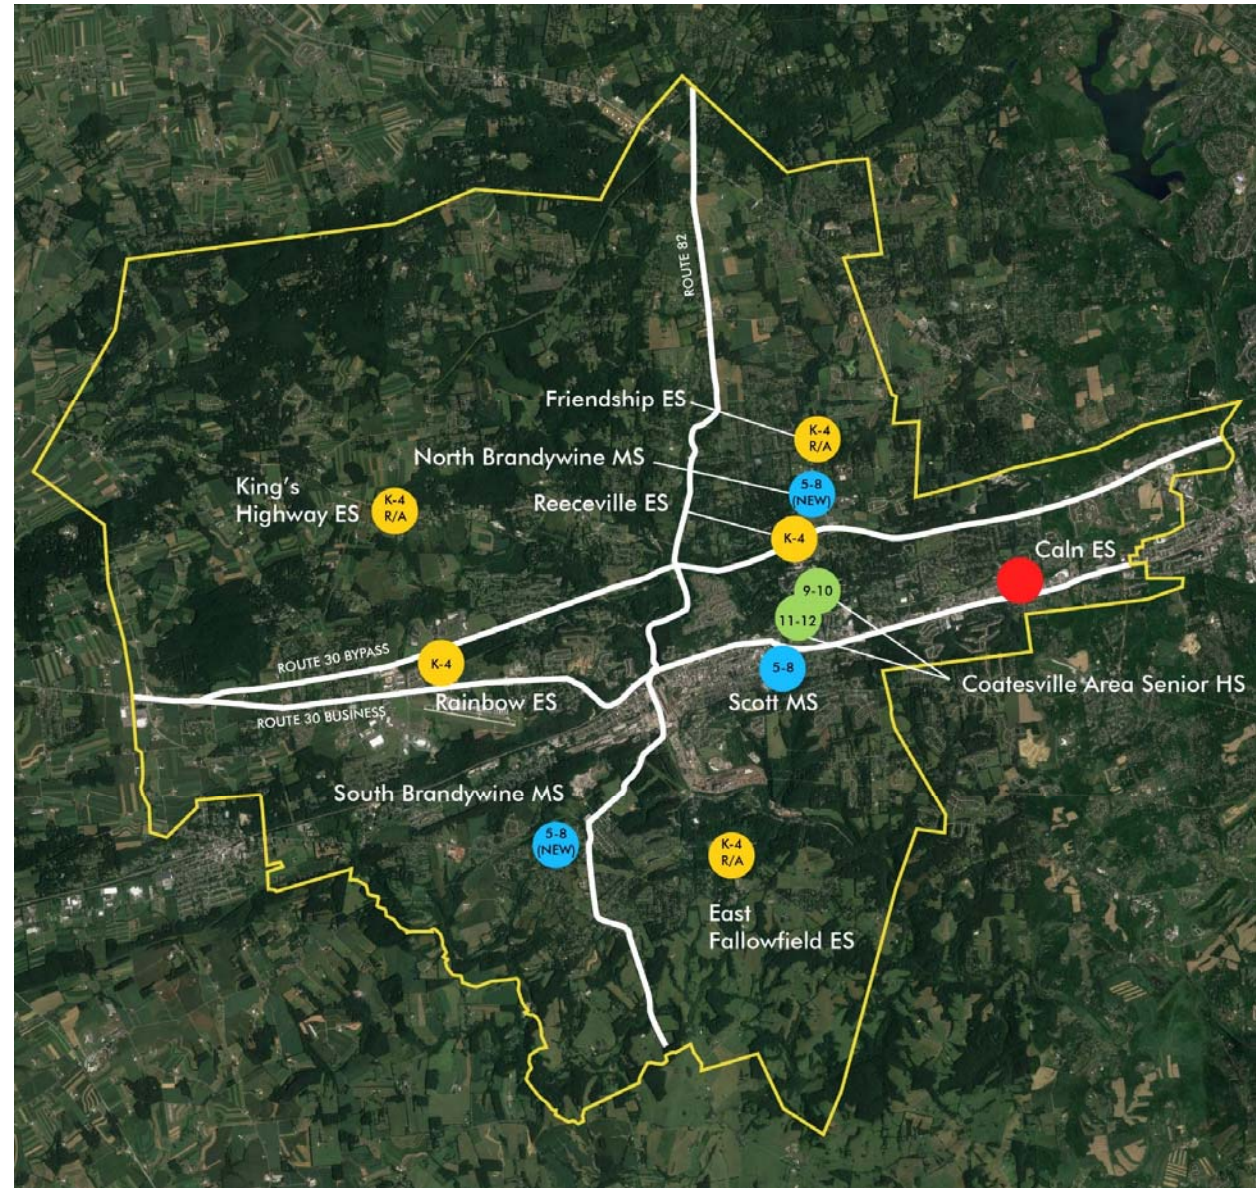 ROUTE 82
Friendship ES
K-4
R/A
North Brandywine MS
5-8
(NEW)
King's
Highway ES
K-4
R/A
Reeceville ES
K-4
Caln ES
9-10
11-12
ROUTE 30 BYPASS
K-4
5-8
Coatesville Area Senior HS
Rainbow ES
Scott MS
ROUTE 30 BUSINESS
South Brandywine MS
5-8
(NEW)
K-4
R/A
East
Fallowfield ES